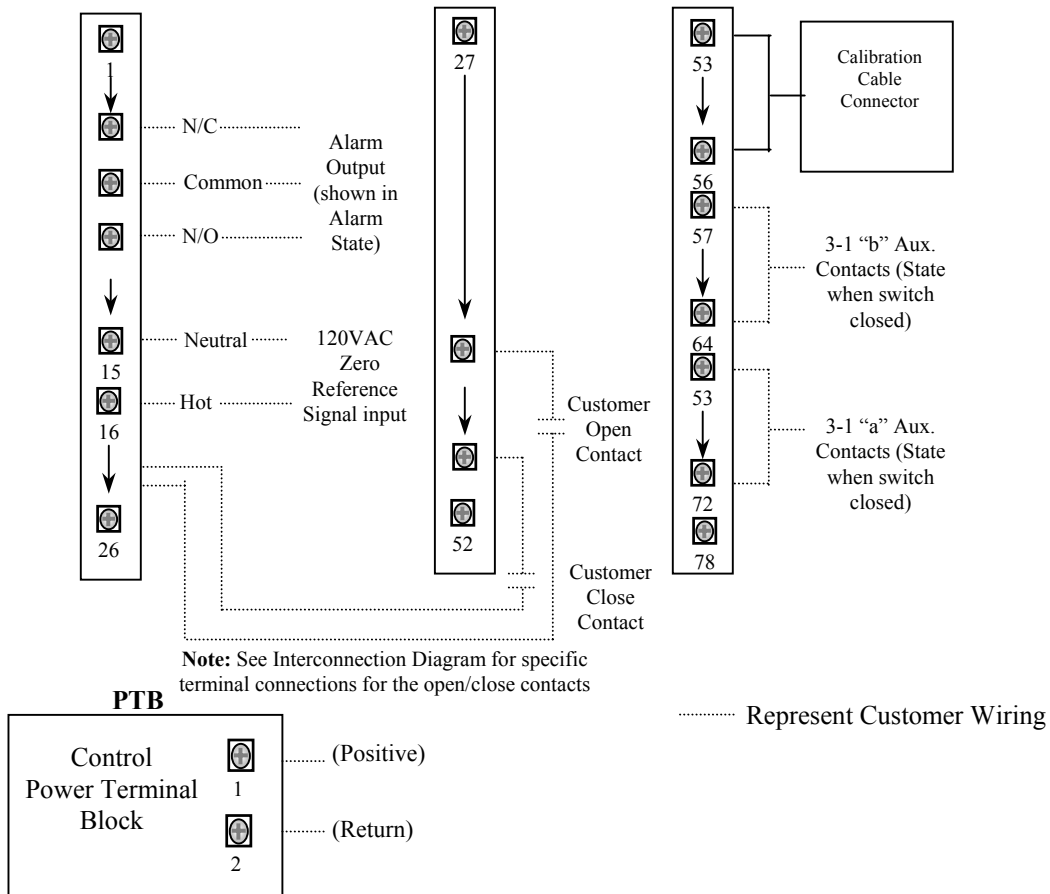 1
N/C
Common
N/O
Alarm
Output
(shown in
Alarm
State)
15
Neutral
16
Hot
120VAC
Zero
Reference
Signal input
26
27
52
Customer
Open
Contact
Customer
Close
Contact
53
56
Calibration
Cable
Connector
57
64
3-1 “b” Aux.
Contacts (State
when switch
closed)
53
72
3-1 “a” Aux.
Contacts (State
when switch
closed)
78
Note: See Interconnection Diagram for specific
terminal connections for the open/close contacts
PTB
Control
Power Terminal
Block
1
(Positive)
2
(Return)
Represent Customer Wiring